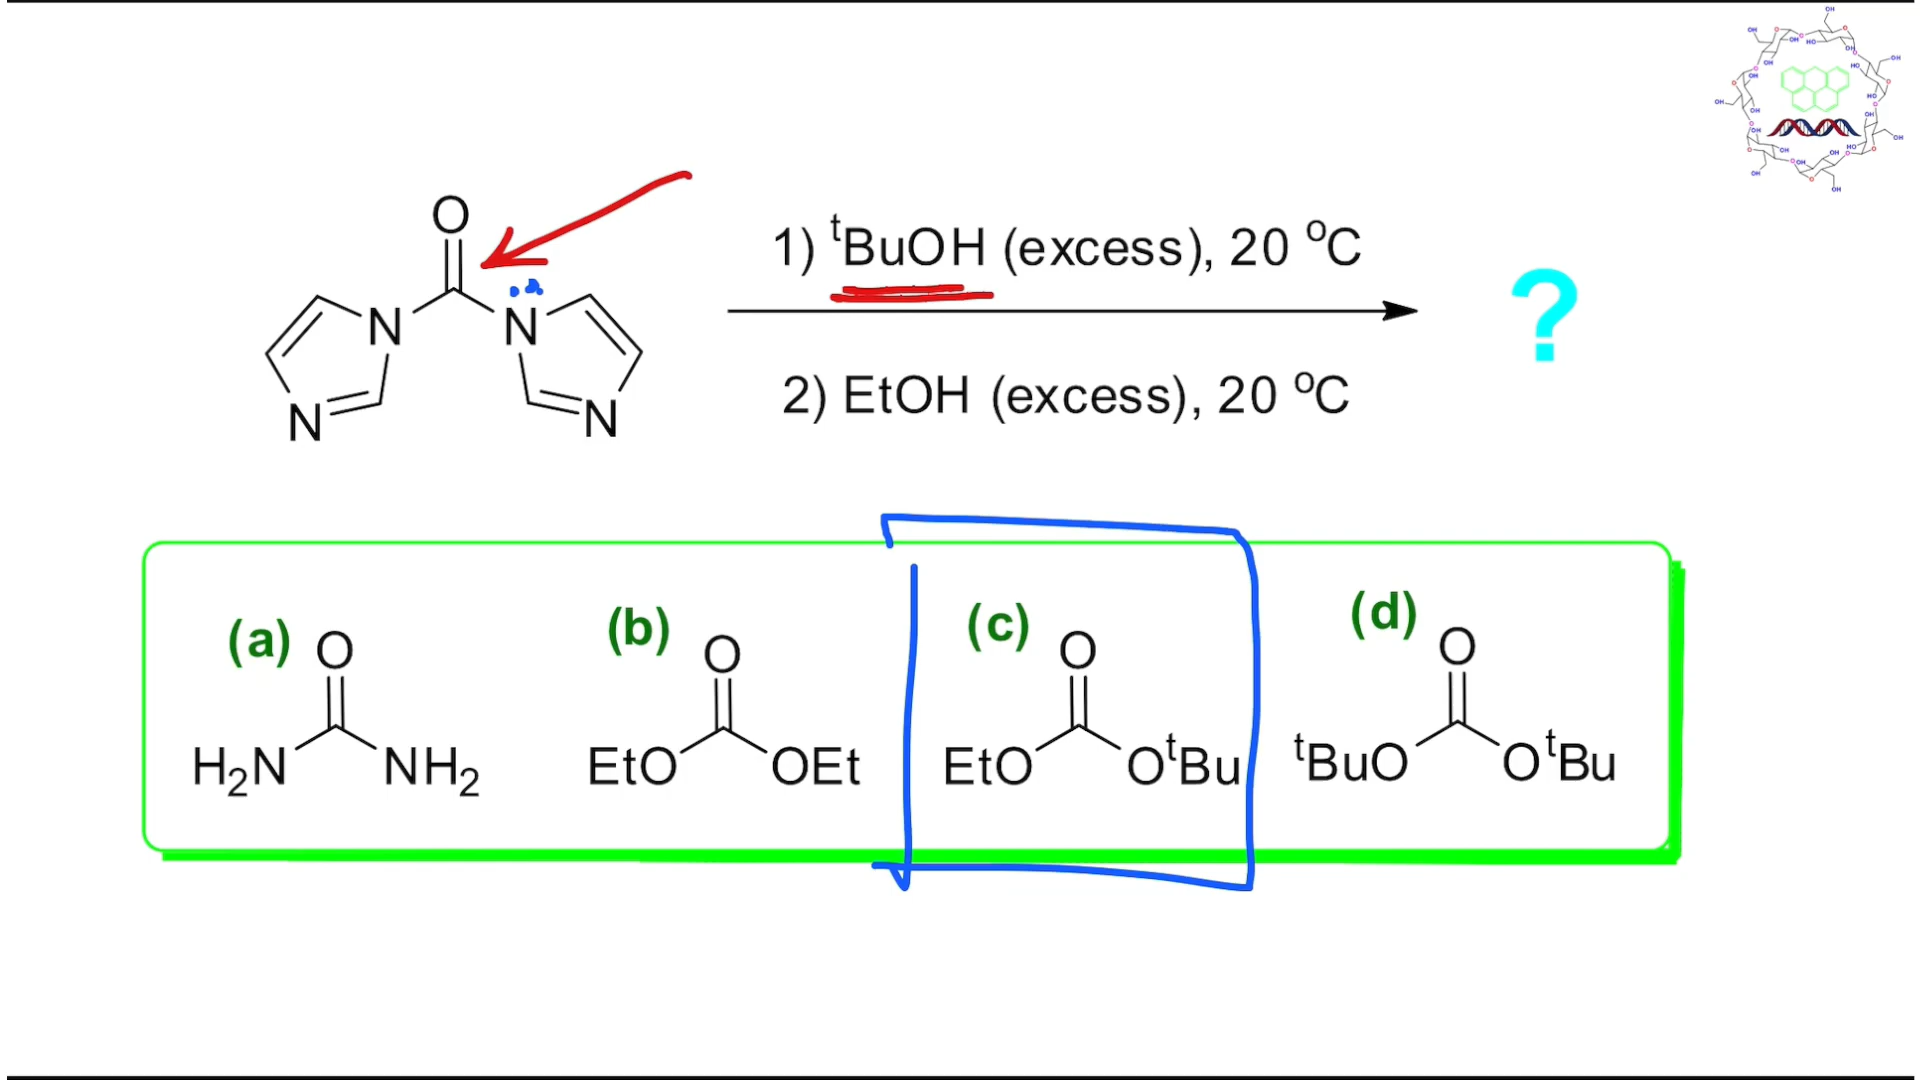 O
1) ᵗBuOH (excess), 20 ºC
N N
N N
2) EtOH (excess), 20 ºC
?
(a) (b) (c) (d)
O O O O
H₂N NH₂ EtO OEt EtO OᵗBu ᵗBuO OᵗBu